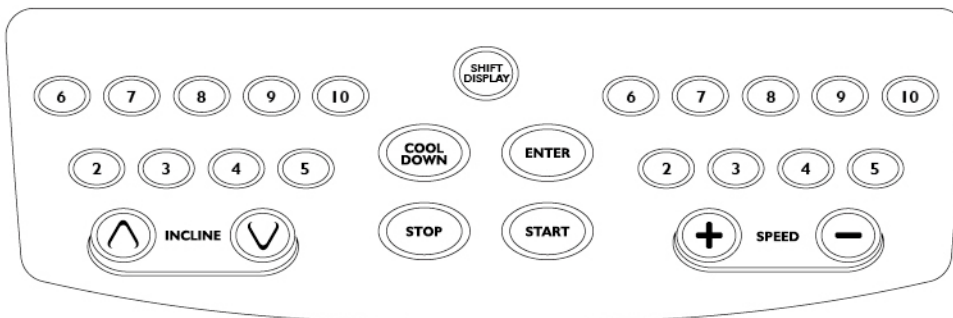 SHIFT
DISPLAY
6 7 8 9 10
6 7 8 9 10
COOL
DOWN
ENTER
2 3 4 5
2 3 4 5
INCLINE
STOP
START
+ SPEED −